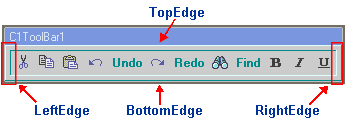 TopEdge
C1ToolBar1
Undo Redo Find B I U
LeftEdge BottomEdge RightEdge